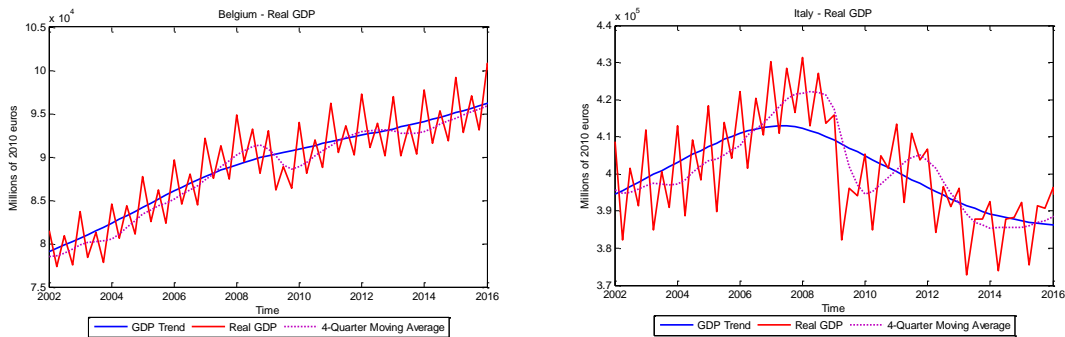 Belgium - Real GDP
x 10^4
10.5
10
9.5
9
8.5
8
7.5
Millions of 2010 euros
2002 2004 2006 2008 2010 2012 2014 2016
Time
GDP Trend Real GDP 4-Quarter Moving Average
Italy - Real GDP
x 10^5
4.4
4.3
4.2
4.1
4
3.9
3.8
3.7
Millions of 2010 euros
2002 2004 2006 2008 2010 2012 2014 2016
Time
GDP Trend Real GDP 4-Quarter Moving Average